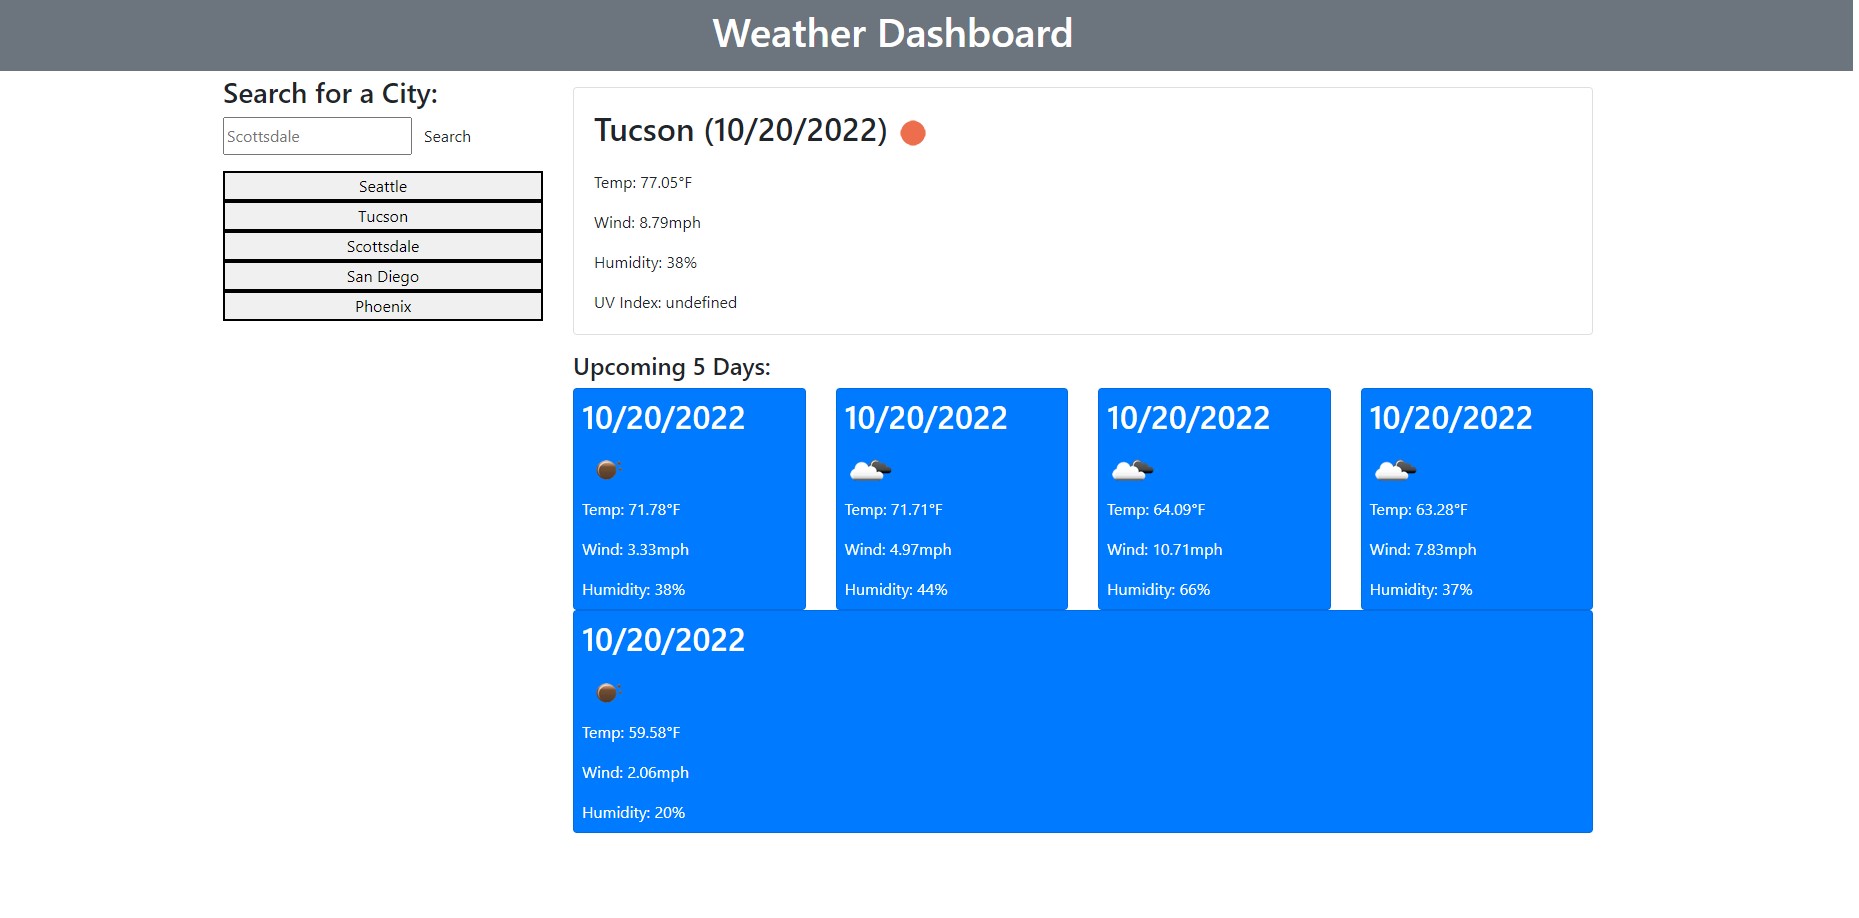 Weather Dashboard
Search for a City:
Scottsdale
Search
Seattle
Tucson
Scottsdale
San Diego
Phoenix
Tucson (10/20/2022)
Temp: 77.05°F
Wind: 8.79mph
Humidity: 38%
UV Index: undefined
Upcoming 5 Days:
10/20/2022
Temp: 71.78°F
Wind: 3.33mph
Humidity: 38%
10/20/2022
Temp: 71.71°F
Wind: 4.97mph
Humidity: 44%
10/20/2022
Temp: 64.09°F
Wind: 10.71mph
Humidity: 66%
10/20/2022
Temp: 63.28°F
Wind: 7.83mph
Humidity: 37%
10/20/2022
Temp: 59.58°F
Wind: 2.06mph
Humidity: 20%